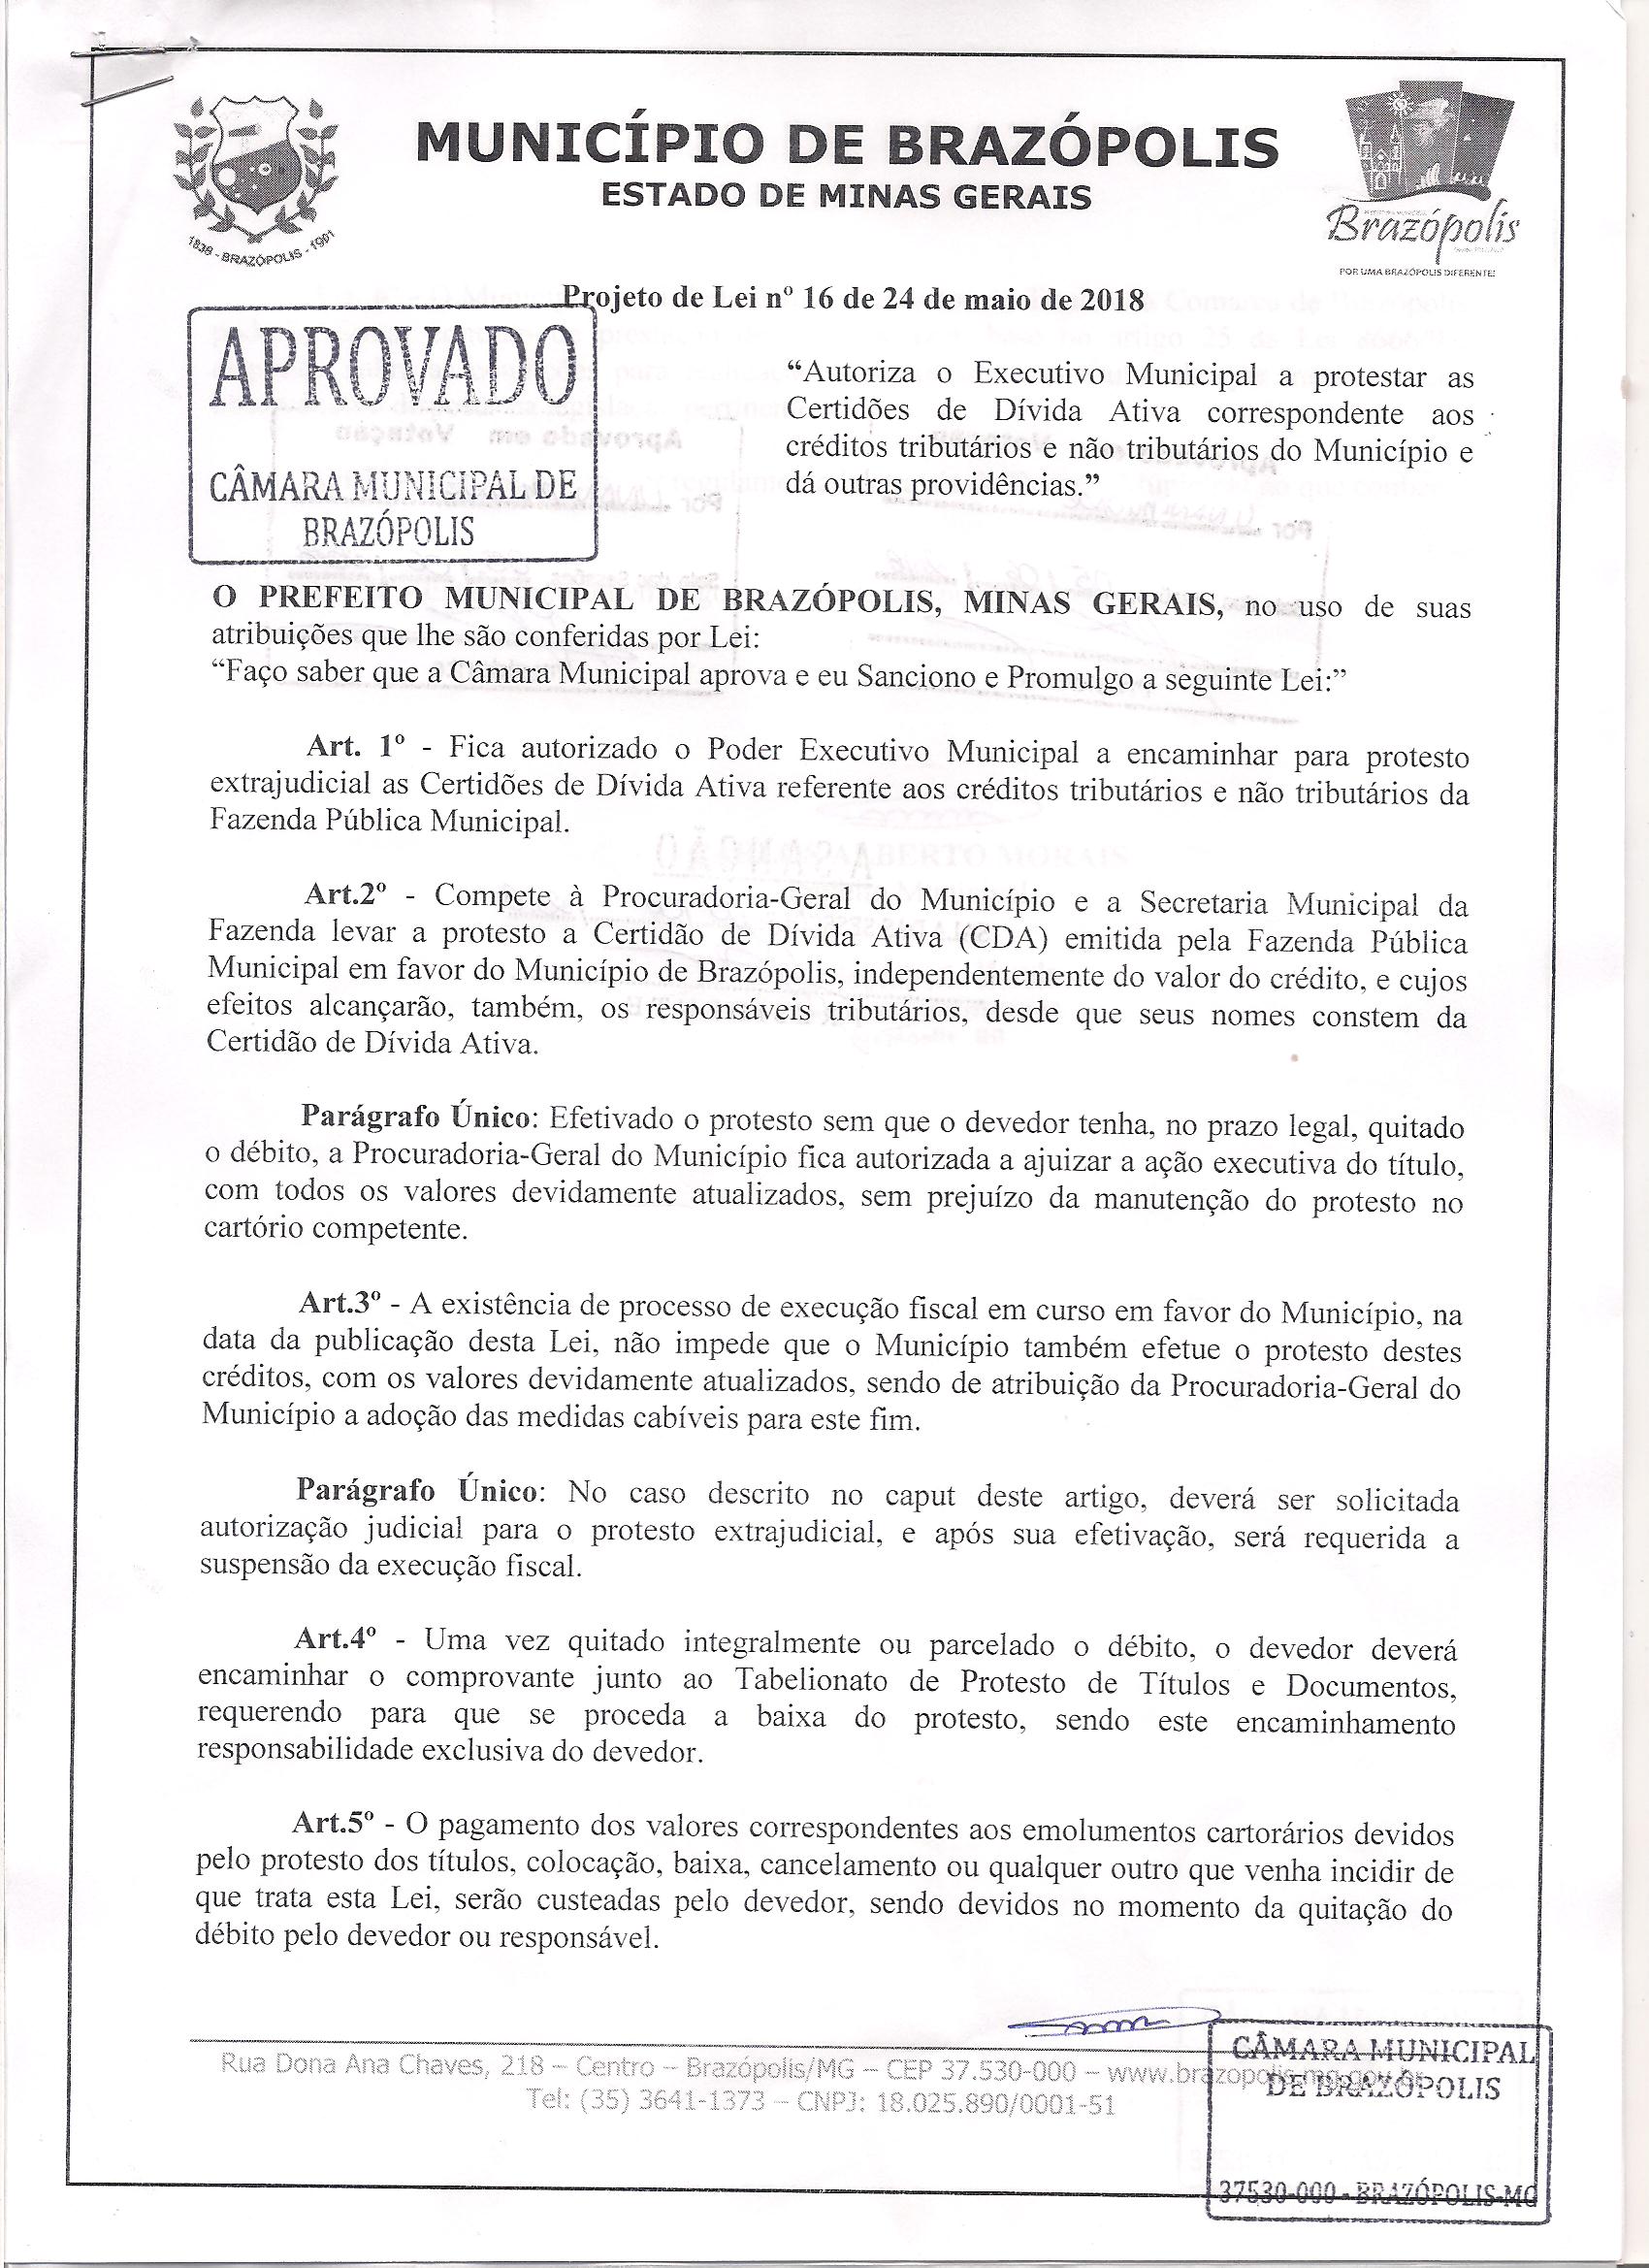 MUNICÍPIO DE BRAZÓPOLIS
ESTADO DE MINAS GERAIS
1838 - BRAZÓPOLIS - 1901
Brazópolis
POR UMA BRAZÓPOLIS DIFERENTE!
Projeto de Lei nº 16 de 24 de maio de 2018
APROVADO
CÂMARA MUNICIPAL DE
BRAZÓPOLIS
“Autoriza o Executivo Municipal a protestar as
Certidões de Dívida Ativa correspondente aos
créditos tributários e não tributários do Município e
dá outras providências.”
O PREFEITO MUNICIPAL DE BRAZÓPOLIS, MINAS GERAIS, no uso de suas
atribuições que lhe são conferidas por Lei:
“Faço saber que a Câmara Municipal aprova e eu Sanciono e Promulgo a seguinte Lei:”
Art. 1º - Fica autorizado o Poder Executivo Municipal a encaminhar para protesto
extrajudicial as Certidões de Dívida Ativa referente aos créditos tributários e não tributários da
Fazenda Pública Municipal.
Art.2º - Compete à Procuradoria-Geral do Município e a Secretaria Municipal da
Fazenda levar a protesto a Certidão de Dívida Ativa (CDA) emitida pela Fazenda Pública
Municipal em favor do Município de Brazópolis, independentemente do valor do crédito, e cujos
efeitos alcançarão, também, os responsáveis tributários, desde que seus nomes constem da
Certidão de Dívida Ativa.
Parágrafo Único: Efetivado o protesto sem que o devedor tenha, no prazo legal, quitado
o débito, a Procuradoria-Geral do Município fica autorizada a ajuizar a ação executiva do título,
com todos os valores devidamente atualizados, sem prejuízo da manutenção do protesto no
cartório competente.
Art.3º - A existência de processo de execução fiscal em curso em favor do Município, na
data da publicação desta Lei, não impede que o Município também efetue o protesto destes
créditos, com os valores devidamente atualizados, sendo de atribuição da Procuradoria-Geral do
Município a adoção das medidas cabíveis para este fim.
Parágrafo Único: No caso descrito no caput deste artigo, deverá ser solicitada
autorização judicial para o protesto extrajudicial, e após sua efetivação, será requerida a
suspensão da execução fiscal.
Art.4º - Uma vez quitado integralmente ou parcelado o débito, o devedor deverá
encaminhar o comprovante junto ao Tabelionato de Protesto de Títulos e Documentos,
requerendo para que se proceda a baixa do protesto, sendo este encaminhamento
responsabilidade exclusiva do devedor.
Art.5º - O pagamento dos valores correspondentes aos emolumentos cartorários devidos
pelo protesto dos títulos, colocação, baixa, cancelamento ou qualquer outro que venha incidir de
que trata esta Lei, serão custeadas pelo devedor, sendo devidos no momento da quitação do
débito pelo devedor ou responsável.
Rua Dona Ana Chaves, 218 – Centro – Brazópolis/MG – CEP 37.530-000 – www.brazopolis.mg.gov.br
Tel: (35) 3641-1373 – CNPJ: 18.025.890/0001-51
CÂMARA MUNICIPAL
DE BRAZÓPOLIS
37530-000 - BRAZÓPOLIS-MG